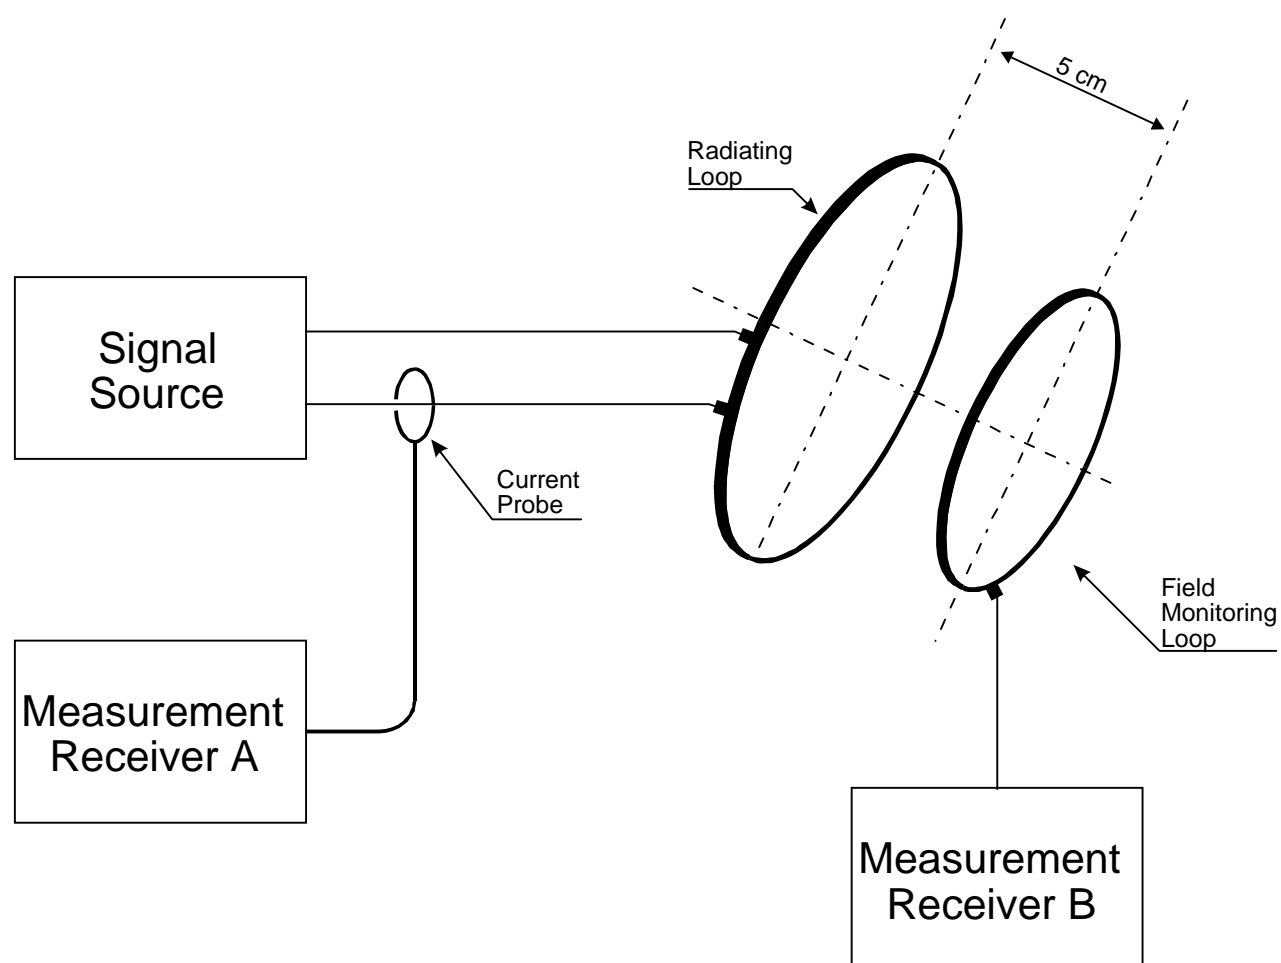 5 cm
Radiating
Loop
Signal
Source
Current
Probe
Field
Monitoring
Loop
Measurement
Receiver A
Measurement
Receiver B